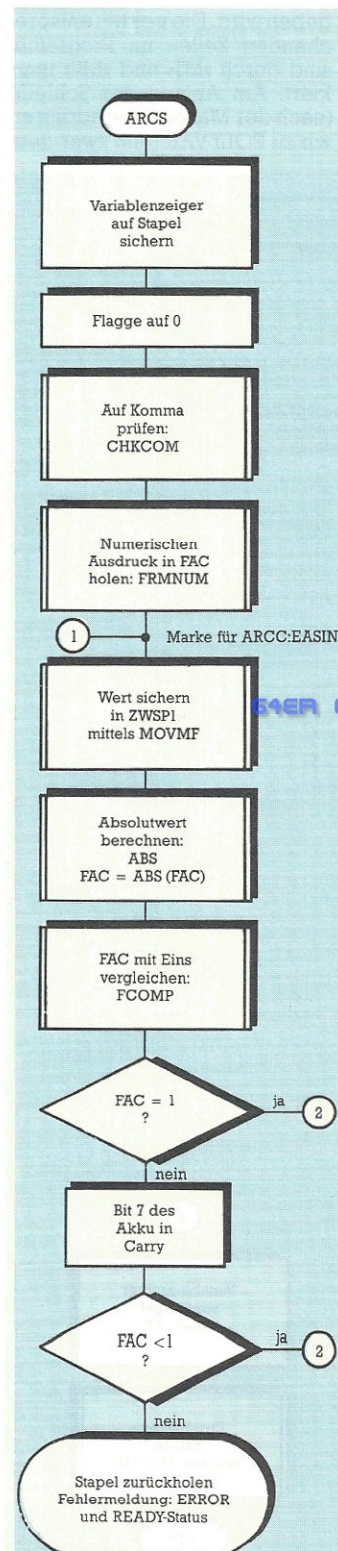 ARCS
Variablenzeiger
auf Stapel
sichern
Flagge auf 0
Auf Komma
prüfen:
CHKCOM
Numerischen
Ausdruck in FAC
holen: FRMNUM
1
Marke für ARCC:EASIN
Wert sichern
in ZWSP1
mittels MOVMF
64ER
Absolutwert
berechnen:
ABS
FAC = ABS (FAC)
FAC mit Eins
vergleichen:
FCOMP
FAC = 1
?
ja
2
nein
Bit 7 des
Akku in
Carry
FAC <1
?
ja
2
nein
Stapel zurückholen
Fehlermeldung: ERROR
und READY-Status